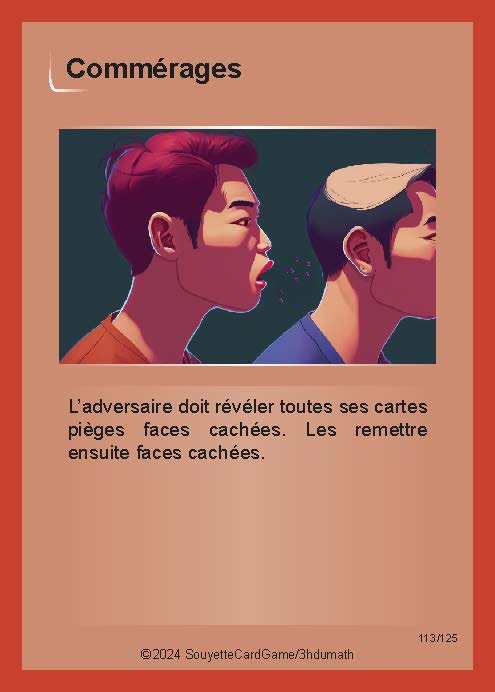 Commérages
L’adversaire doit révéler toutes ses cartes
pièges faces cachées. Les remettre
ensuite faces cachées.
113/125
©2024 SouyetteCardGame/3hdumath